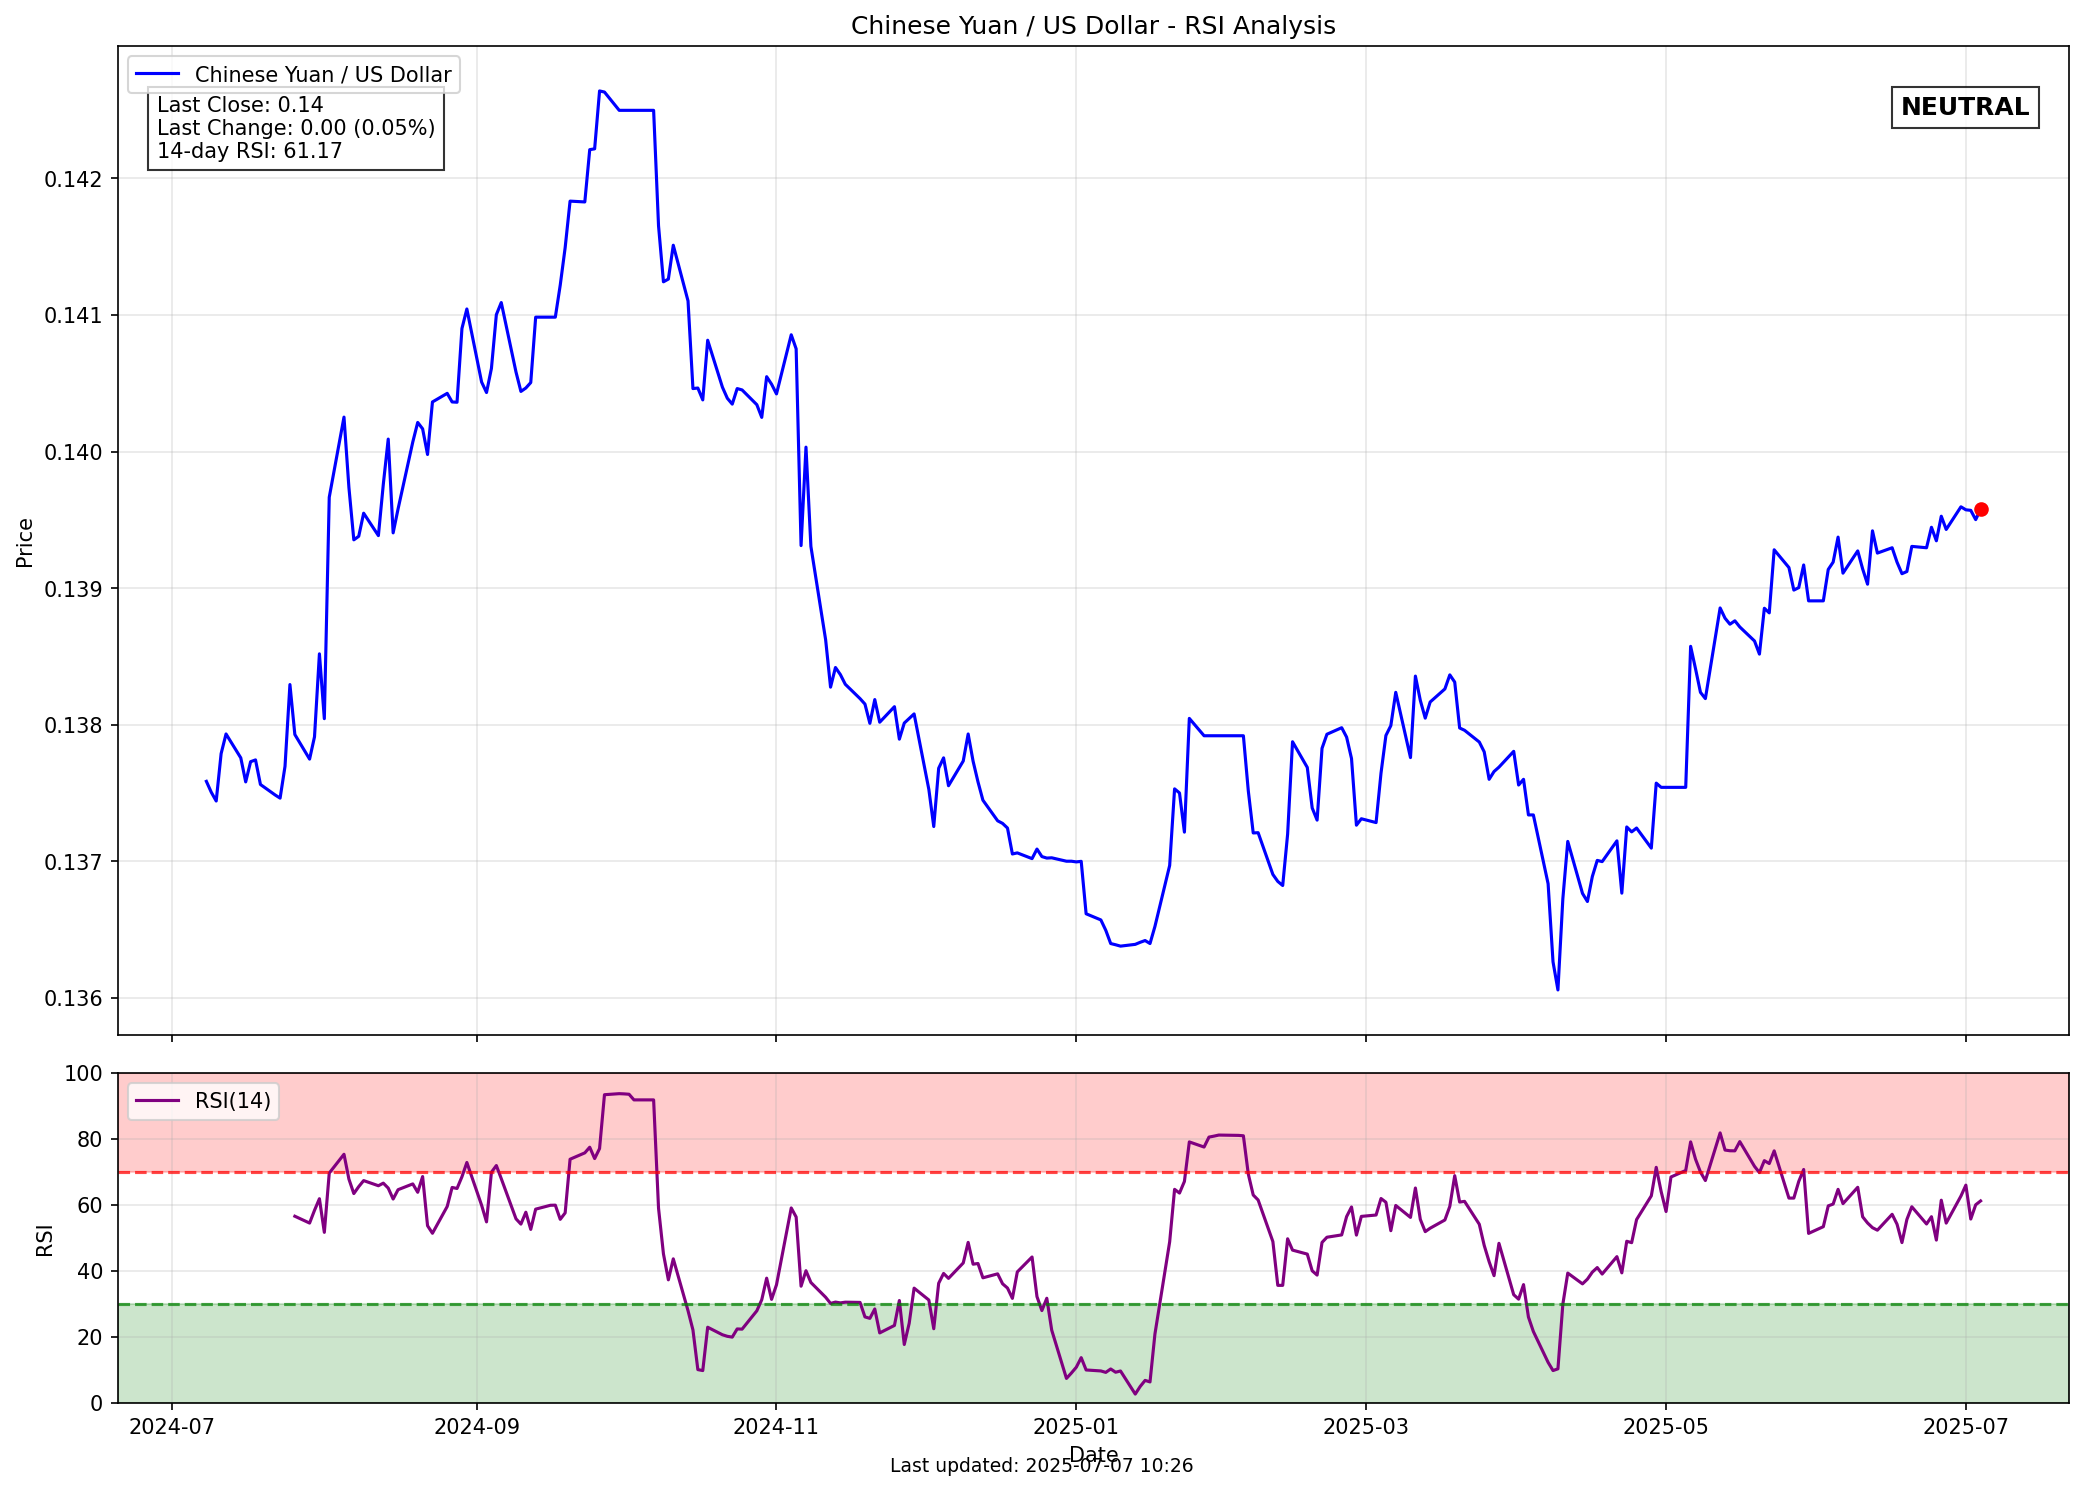 Chinese Yuan / US Dollar - RSI Analysis
Chinese Yuan / US Dollar
Last Close: 0.14
Last Change: 0.00 (0.05%)
14-day RSI: 61.17
NEUTRAL
0.142
0.141
0.140
0.139
0.138
0.137
0.136
Price
RSI(14)
100
80
60
40
20
0
RSI
2024-07
2024-09
2024-11
2025-01
2025-03
2025-05
2025-07
Date
Last updated: 2025-07-07 10:26